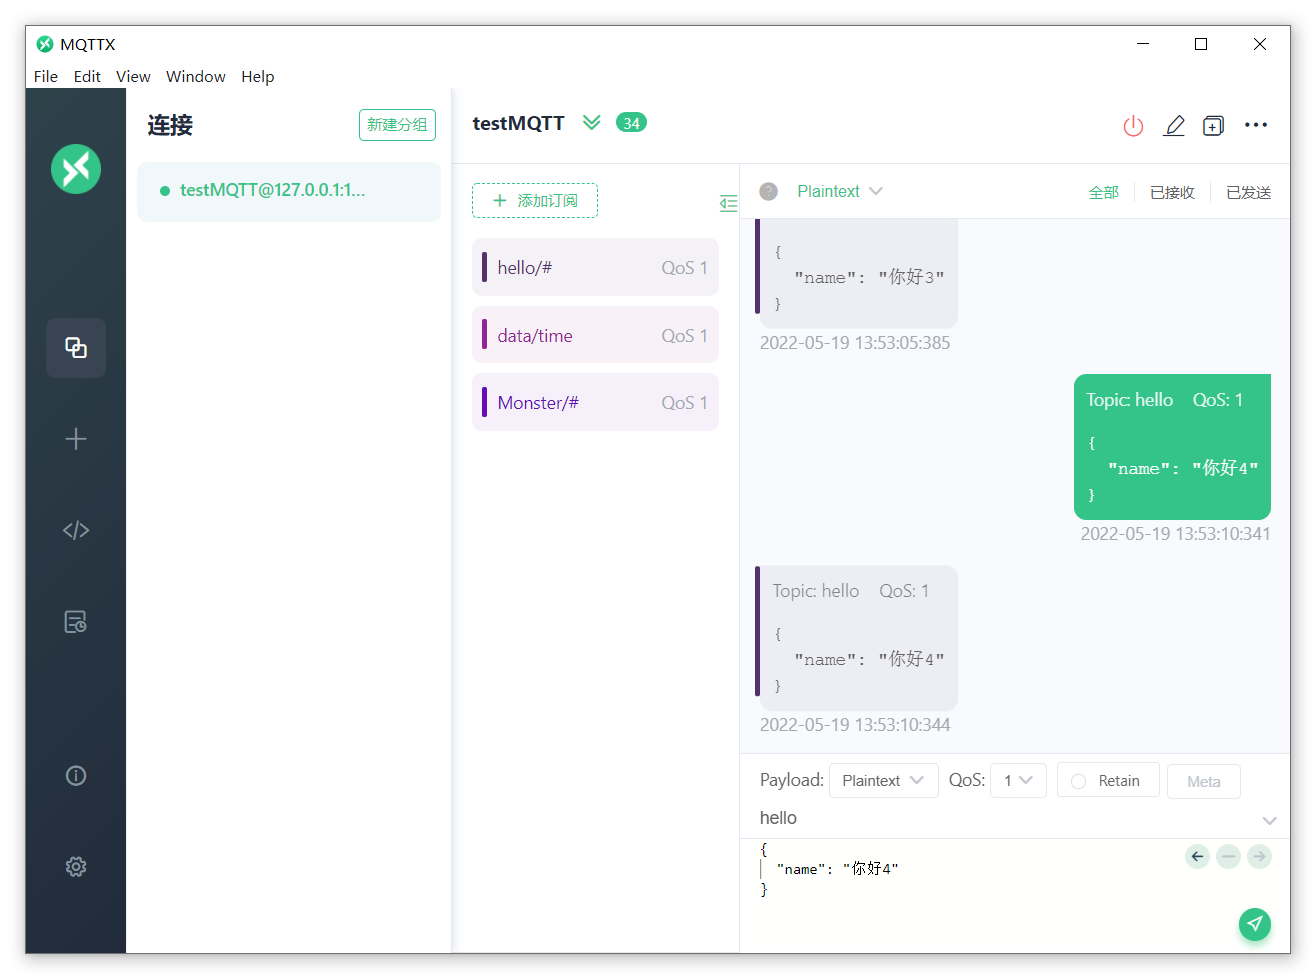 MQTTX
File Edit View Window Help
连接
新建分组
testMQTT@127.0.0.1:1...
testMQTT 34
添加订阅
hello/# QoS 1
data/time QoS 1
Monster/# QoS 1
Plaintext
全部 已接收 已发送
{
"name": "你好3"
}
2022-05-19 13:53:05:385
Topic: hello QoS: 1
{
"name": "你好4"
}
2022-05-19 13:53:10:341
Topic: hello QoS: 1
{
"name": "你好4"
}
2022-05-19 13:53:10:344
Payload: Plaintext QoS: 1 Retain Meta
hello
{
"name": "你好4"
}